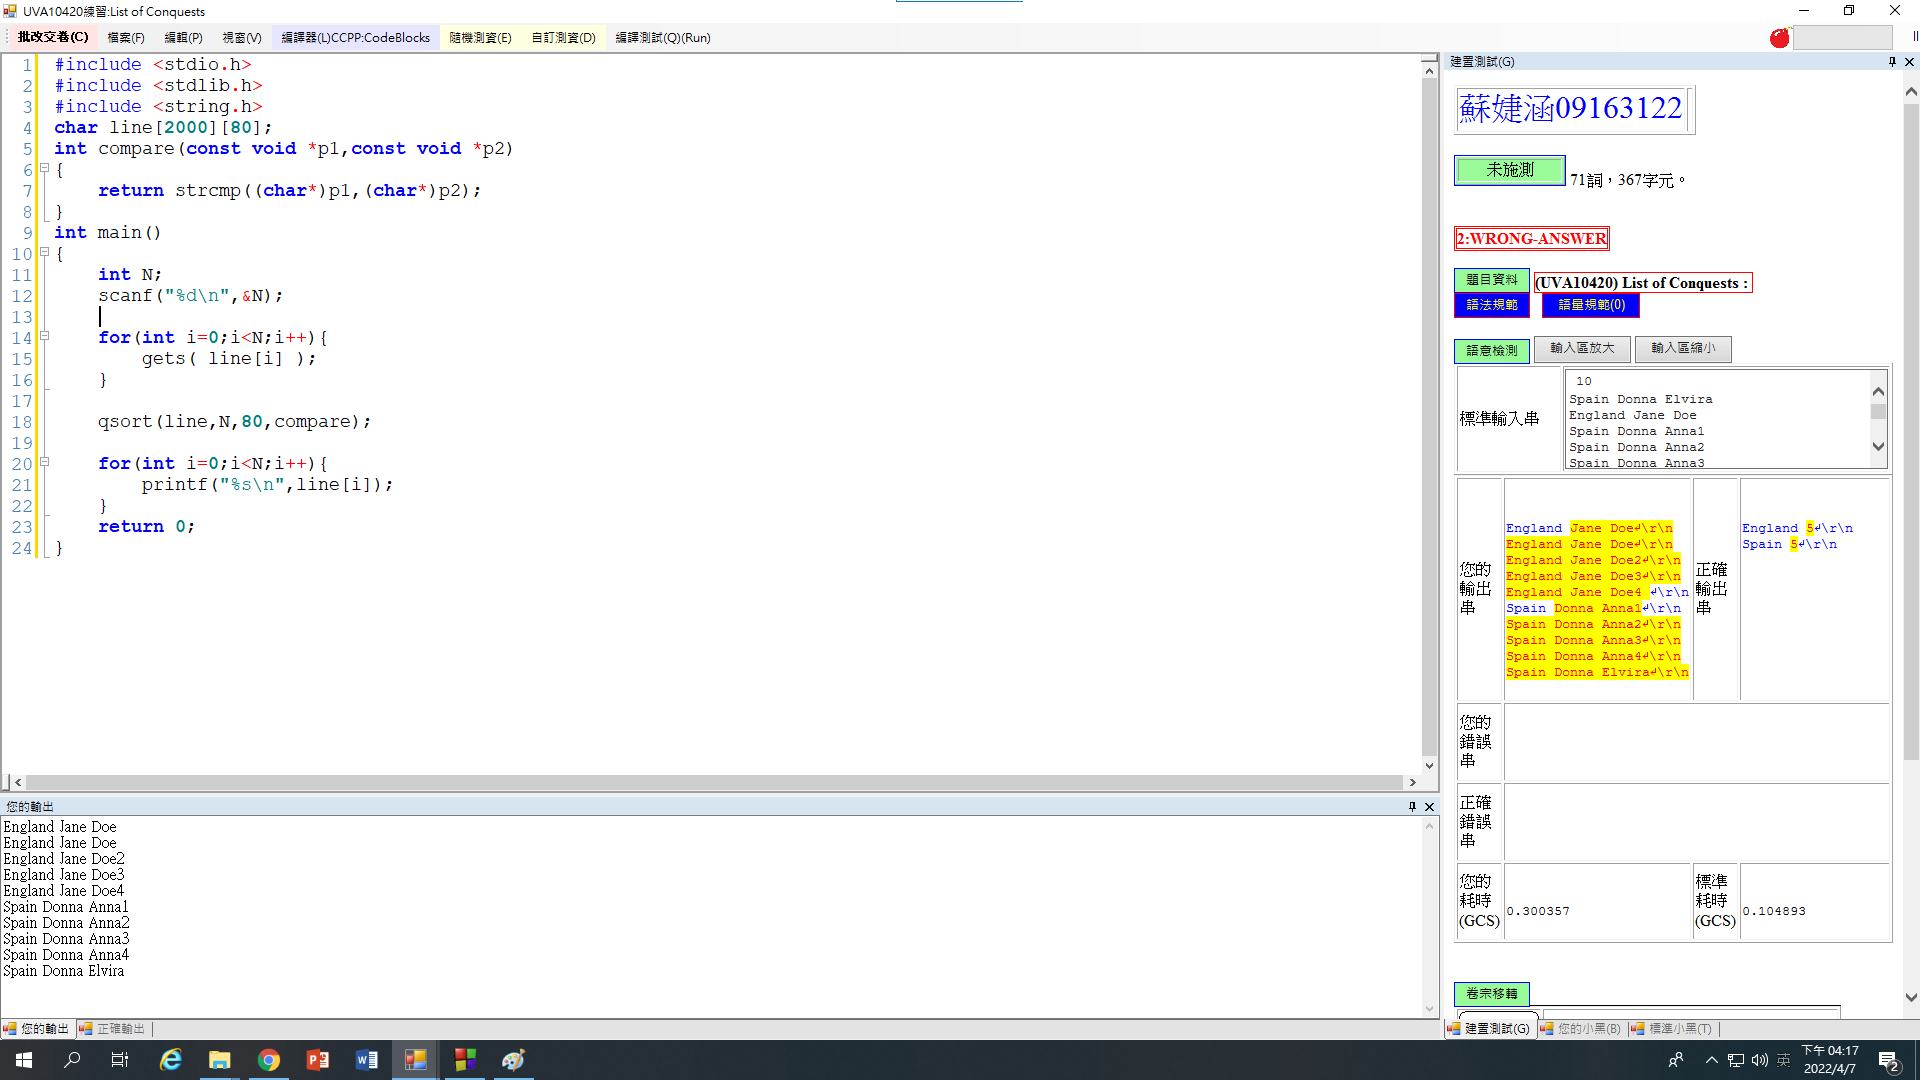 UVA10420練習:List of Conquests
批改交卷(C) 檔案(F) 編輯(P) 視窗(V) 編譯器(L)CCPP:CodeBlocks 隨機測資(E) 自訂測資(D) 編譯測試(Q)(Run)
1 #include <stdio.h>
2 #include <stdlib.h>
3 #include <string.h>
4 char line[2000][80];
5 int compare(const void *p1,const void *p2)
6 {
7 return strcmp((char*)p1,(char*)p2);
8 }
9 int main()
10 {
11 int N;
12 scanf("%d\n",&N);
13
14 for(int i=0;i<N;i++){
15 gets( line[i] );
16 }
17
18 qsort(line,N,80,compare);
19
20 for(int i=0;i<N;i++){
21 printf("%s\n",line[i]);
22 }
23 return 0;
24 }
您的輸出
England Jane Doe
England Jane Doe
England Jane Doe2
England Jane Doe3
England Jane Doe4
Spain Donna Anna1
Spain Donna Anna2
Spain Donna Anna3
Spain Donna Anna4
Spain Donna Elvira
您的輸出 正確輸出
建置測試(G)
蘇婕涵09163122
未施測 71詞，367字元。
2:WRONG-ANSWER
題目資料 (UVA10420) List of Conquests :
語法規範 語量規範(0)
語意檢測 輸入區放大 輸入區縮小
標準輸入串
10
Spain Donna Elvira
England Jane Doe
Spain Donna Anna1
Spain Donna Anna2
Spain Donna Anna3
您的輸出串
England Jane Doe↲\r\n
England Jane Doe↲\r\n
England Jane Doe2↲\r\n
England Jane Doe3↲\r\n
England Jane Doe4 ↲\r\n
Spain Donna Anna1↲\r\n
Spain Donna Anna2↲\r\n
Spain Donna Anna3↲\r\n
Spain Donna Anna4↲\r\n
Spain Donna Elvira↲\r\n
正確輸出串
England 5↲\r\n
Spain 5↲\r\n
您的錯誤串
正確錯誤串
您的耗時(GCS) 0.300357 標準耗時(GCS) 0.104893
卷宗移轉
建置測試(G) 您的小黑(B) 標準小黑(T)
英
下午 04:17
2022/4/7
2